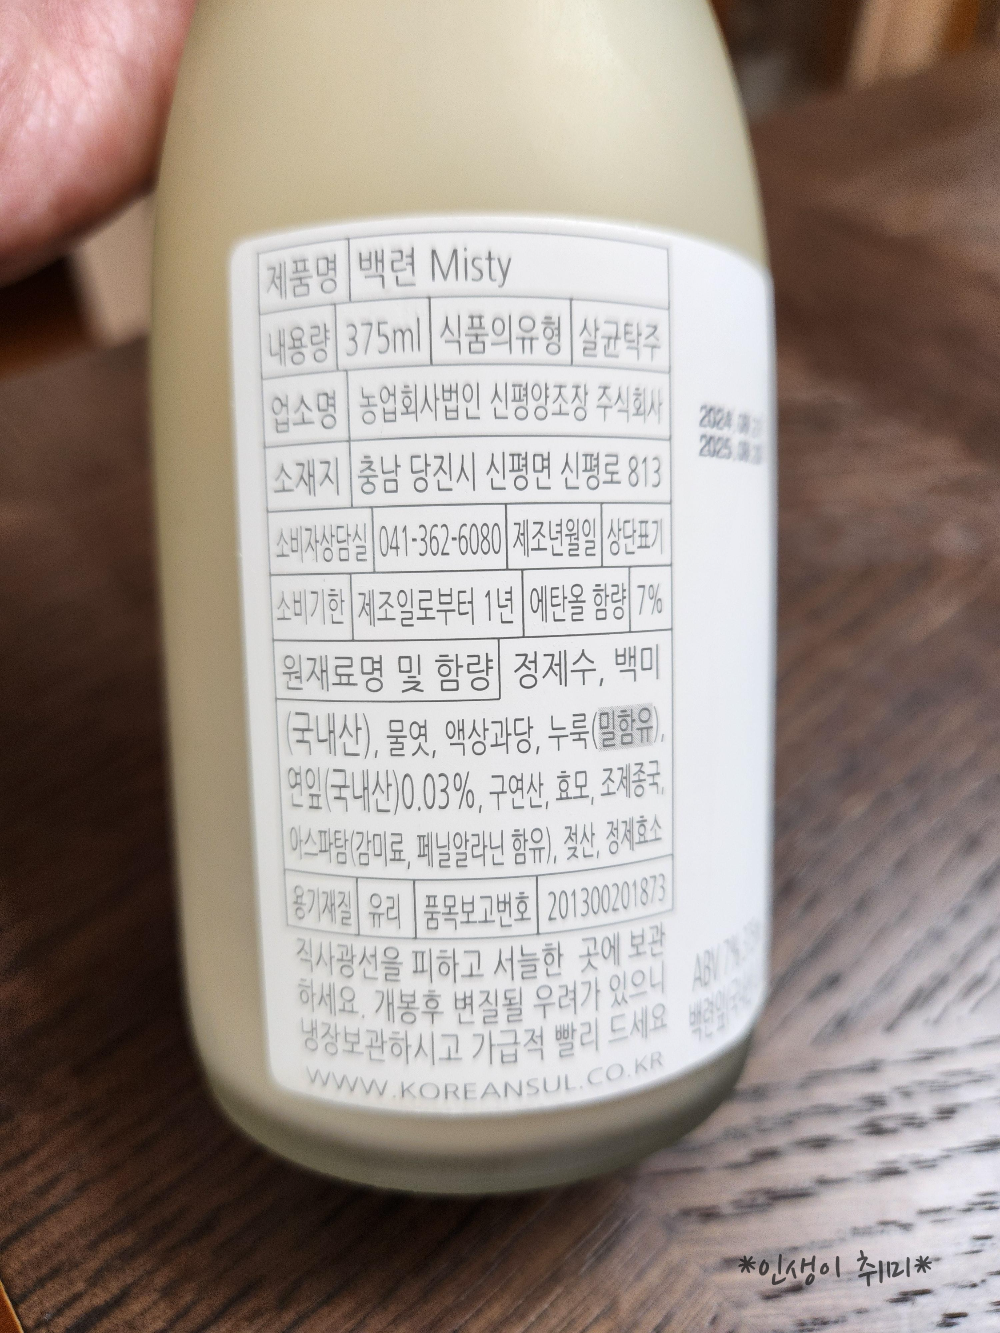 제품명 백련 Misty
내용량 375ml 식품의유형 살균탁주
업소명 농업회사법인 신평양조장 주식회사
소재지 충남 당진시 신평면 신평로 813
소비자상담실 041-362-6080 제조년월일 상단표기
소비기한 제조일로부터 1년 에탄올 함량 7%
원재료명 및 함량 정제수, 백미
(국내산), 물엿, 액상과당, 누룩(밀함유),
연잎(국내산)0.03%, 구연산, 효모, 조제종국,
아스파탐(감미료, 페닐알라닌 함유), 젖산, 정제효소
용기재질 유리 품목보고번호 201300201873
직사광선을 피하고 서늘한 곳에 보관
하세요. 개봉후 변질될 우려가 있으니
냉장보관하시고 가급적 빨리 드세요
WWW.KOREANSUL.CO.KR
ABV 7%
*인생이 취미*